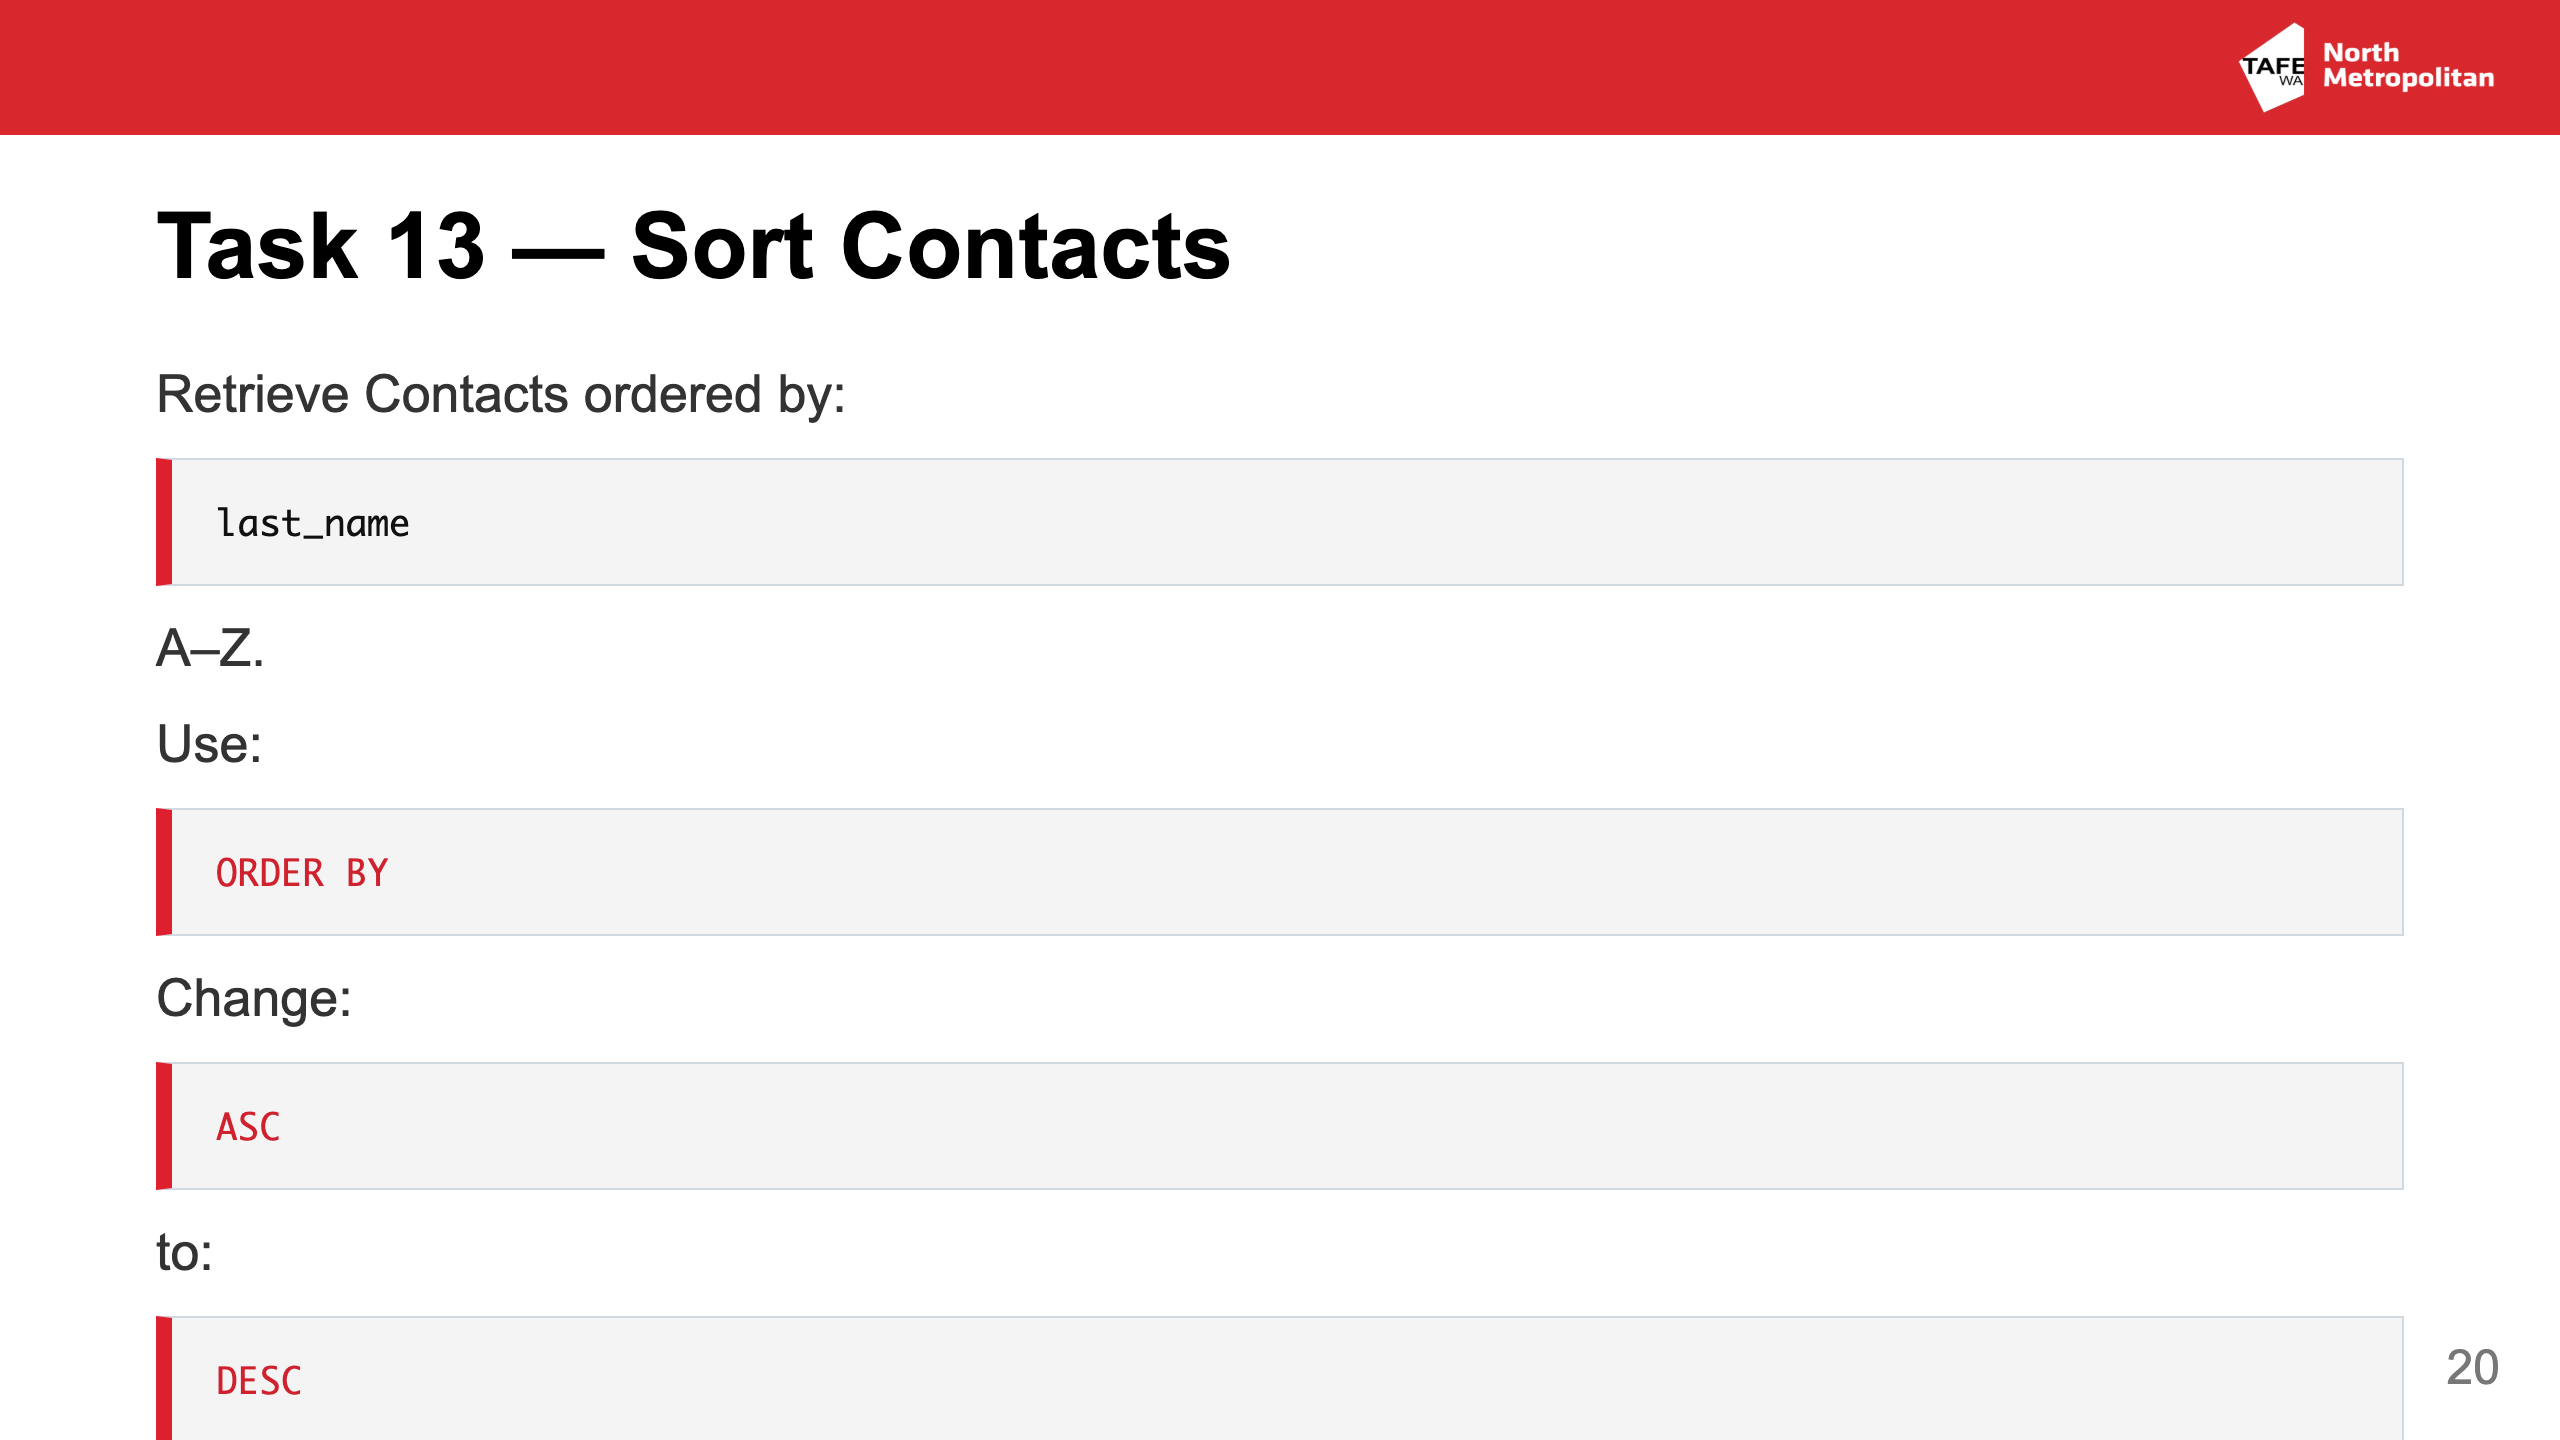 TAFE
WA
North
Metropolitan
Task 13 — Sort Contacts
Retrieve Contacts ordered by:
last_name
A–Z.
Use:
ORDER BY
Change:
ASC
to:
DESC
20